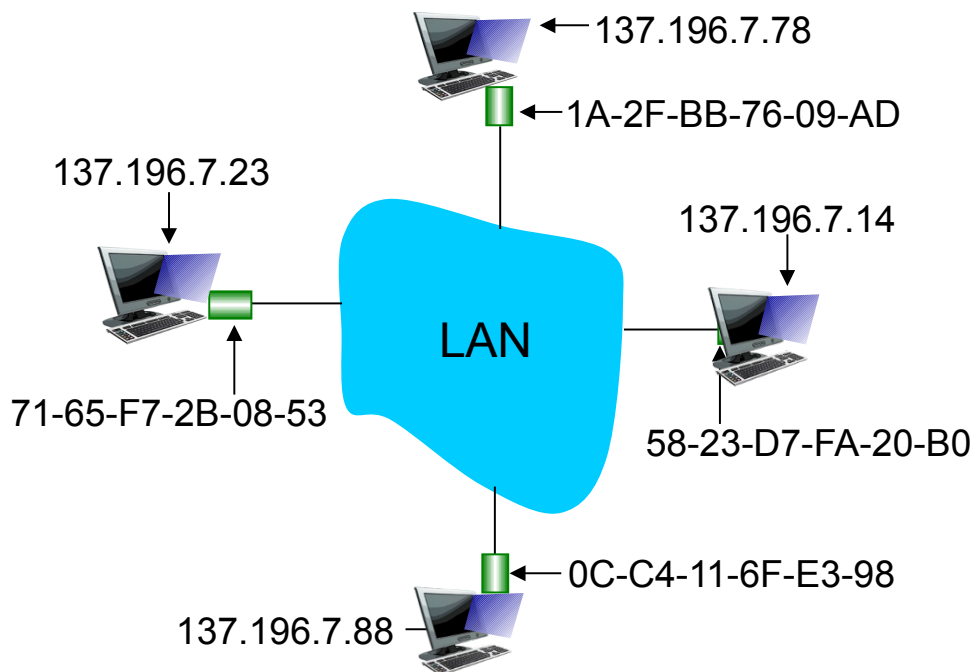 137.196.7.78
1A-2F-BB-76-09-AD
137.196.7.23
137.196.7.14
LAN
71-65-F7-2B-08-53
58-23-D7-FA-20-B0
0C-C4-11-6F-E3-98
137.196.7.88